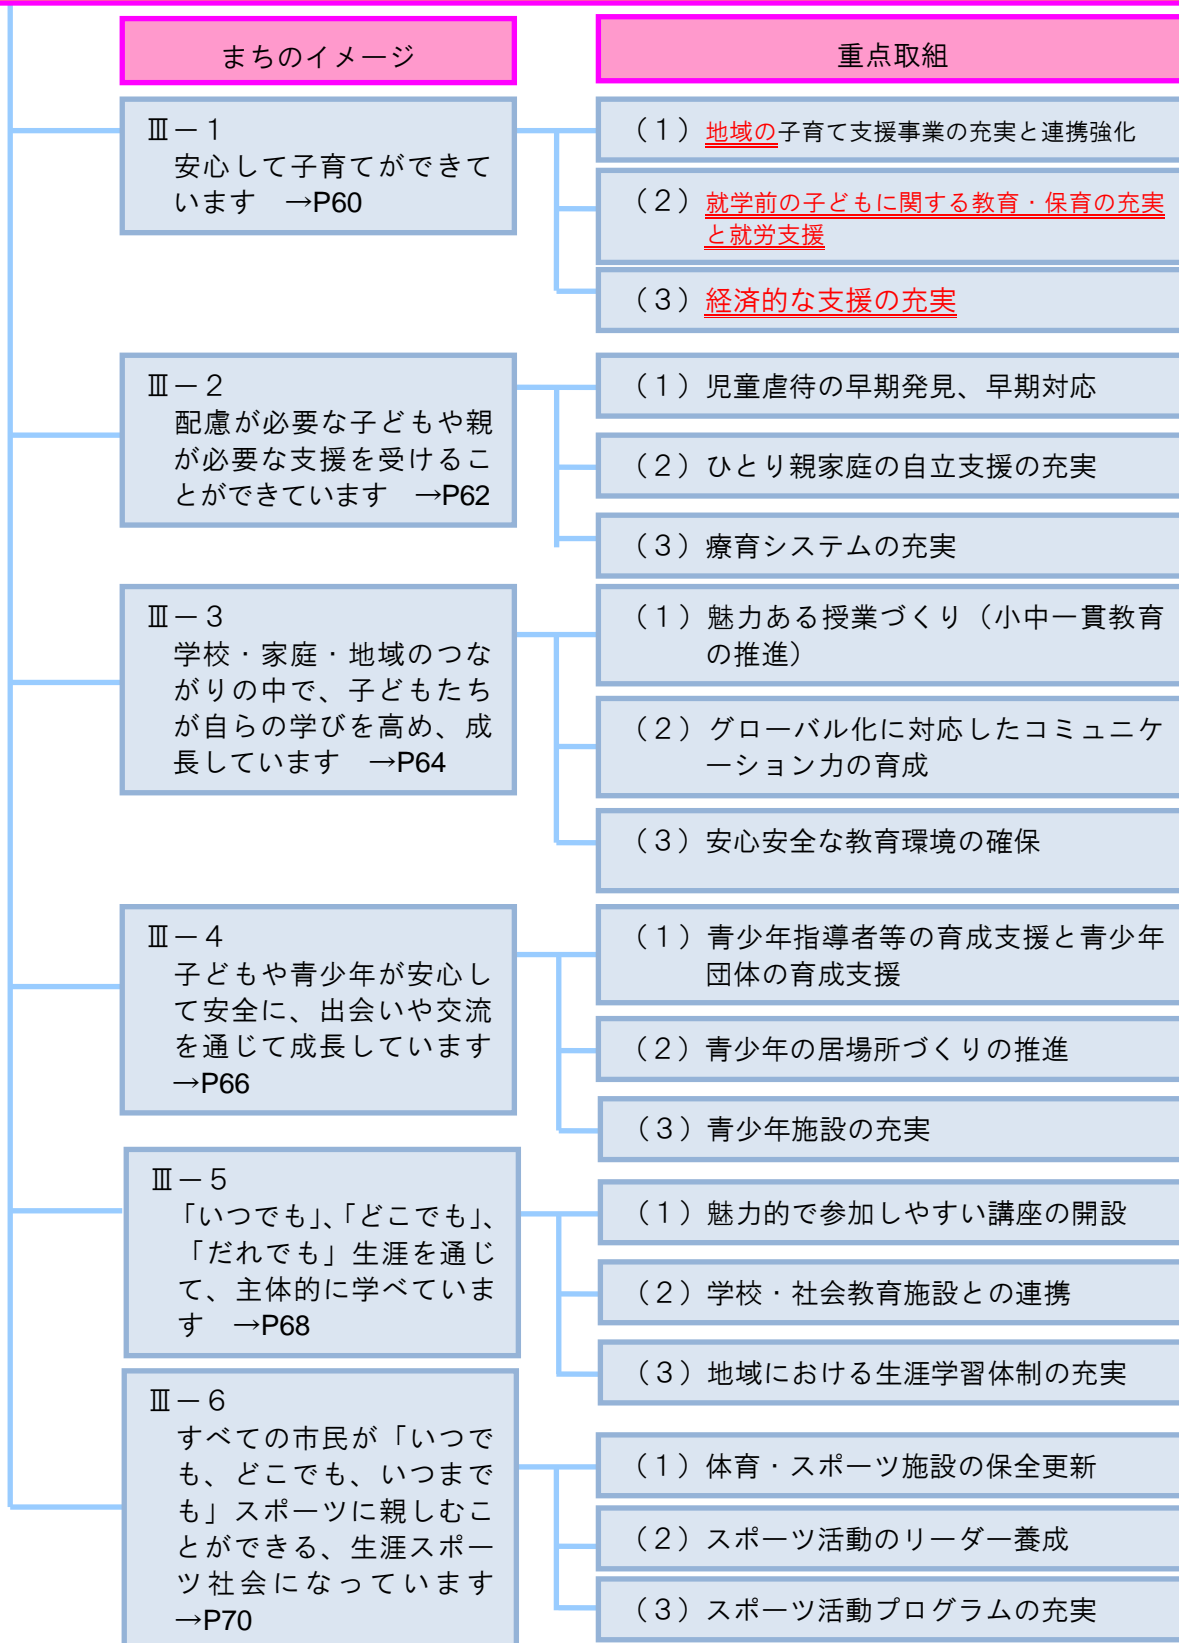 まちのイメージ
重点取組
Ⅲ－１
安心して子育てができて
います　→P60
（１）地域の子育て支援事業の充実と連携強化
（２）就学前の子どもに関する教育・保育の充実
と就労支援
（３）経済的な支援の充実
Ⅲ－２
配慮が必要な子どもや親
が必要な支援を受けるこ
とができています　→P62
（１）児童虐待の早期発見、早期対応
（２）ひとり親家庭の自立支援の充実
（３）療育システムの充実
Ⅲ－３
学校・家庭・地域のつな
がりの中で、子どもたち
が自らの学びを高め、成
長しています　→P64
（１）魅力ある授業づくり（小中一貫教育
の推進）
（２）グローバル化に対応したコミュニケ
ーション力の育成
（３）安心安全な教育環境の確保
Ⅲ－４
子どもや青少年が安心し
て安全に、出会いや交流
を通じて成長しています
→P66
（１）青少年指導者等の育成支援と青少年
団体の育成支援
（２）青少年の居場所づくりの推進
（３）青少年施設の充実
Ⅲ－５
「いつでも」、「どこでも」、
「だれでも」生涯を通じ
て、主体的に学べていま
す　→P68
（１）魅力的で参加しやすい講座の開設
（２）学校・社会教育施設との連携
（３）地域における生涯学習体制の充実
Ⅲ－６
すべての市民が「いつで
も、どこでも、いつまで
も」スポーツに親しむこ
とができる、生涯スポー
ツ社会になっています
→P70
（１）体育・スポーツ施設の保全更新
（２）スポーツ活動のリーダー養成
（３）スポーツ活動プログラムの充実